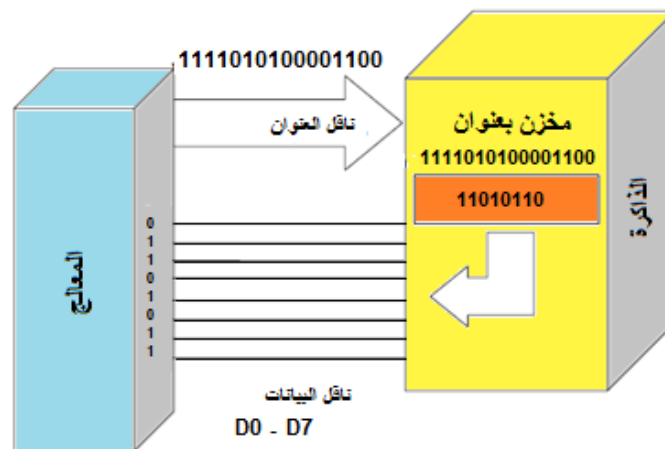 1111010100001100
ناقل العنوان
مخزن بعنوان
1111010100001100
11010110
الذاكرة
المعالج
0
1
1
0
1
0
1
1
ناقل البيانات
D0 - D7